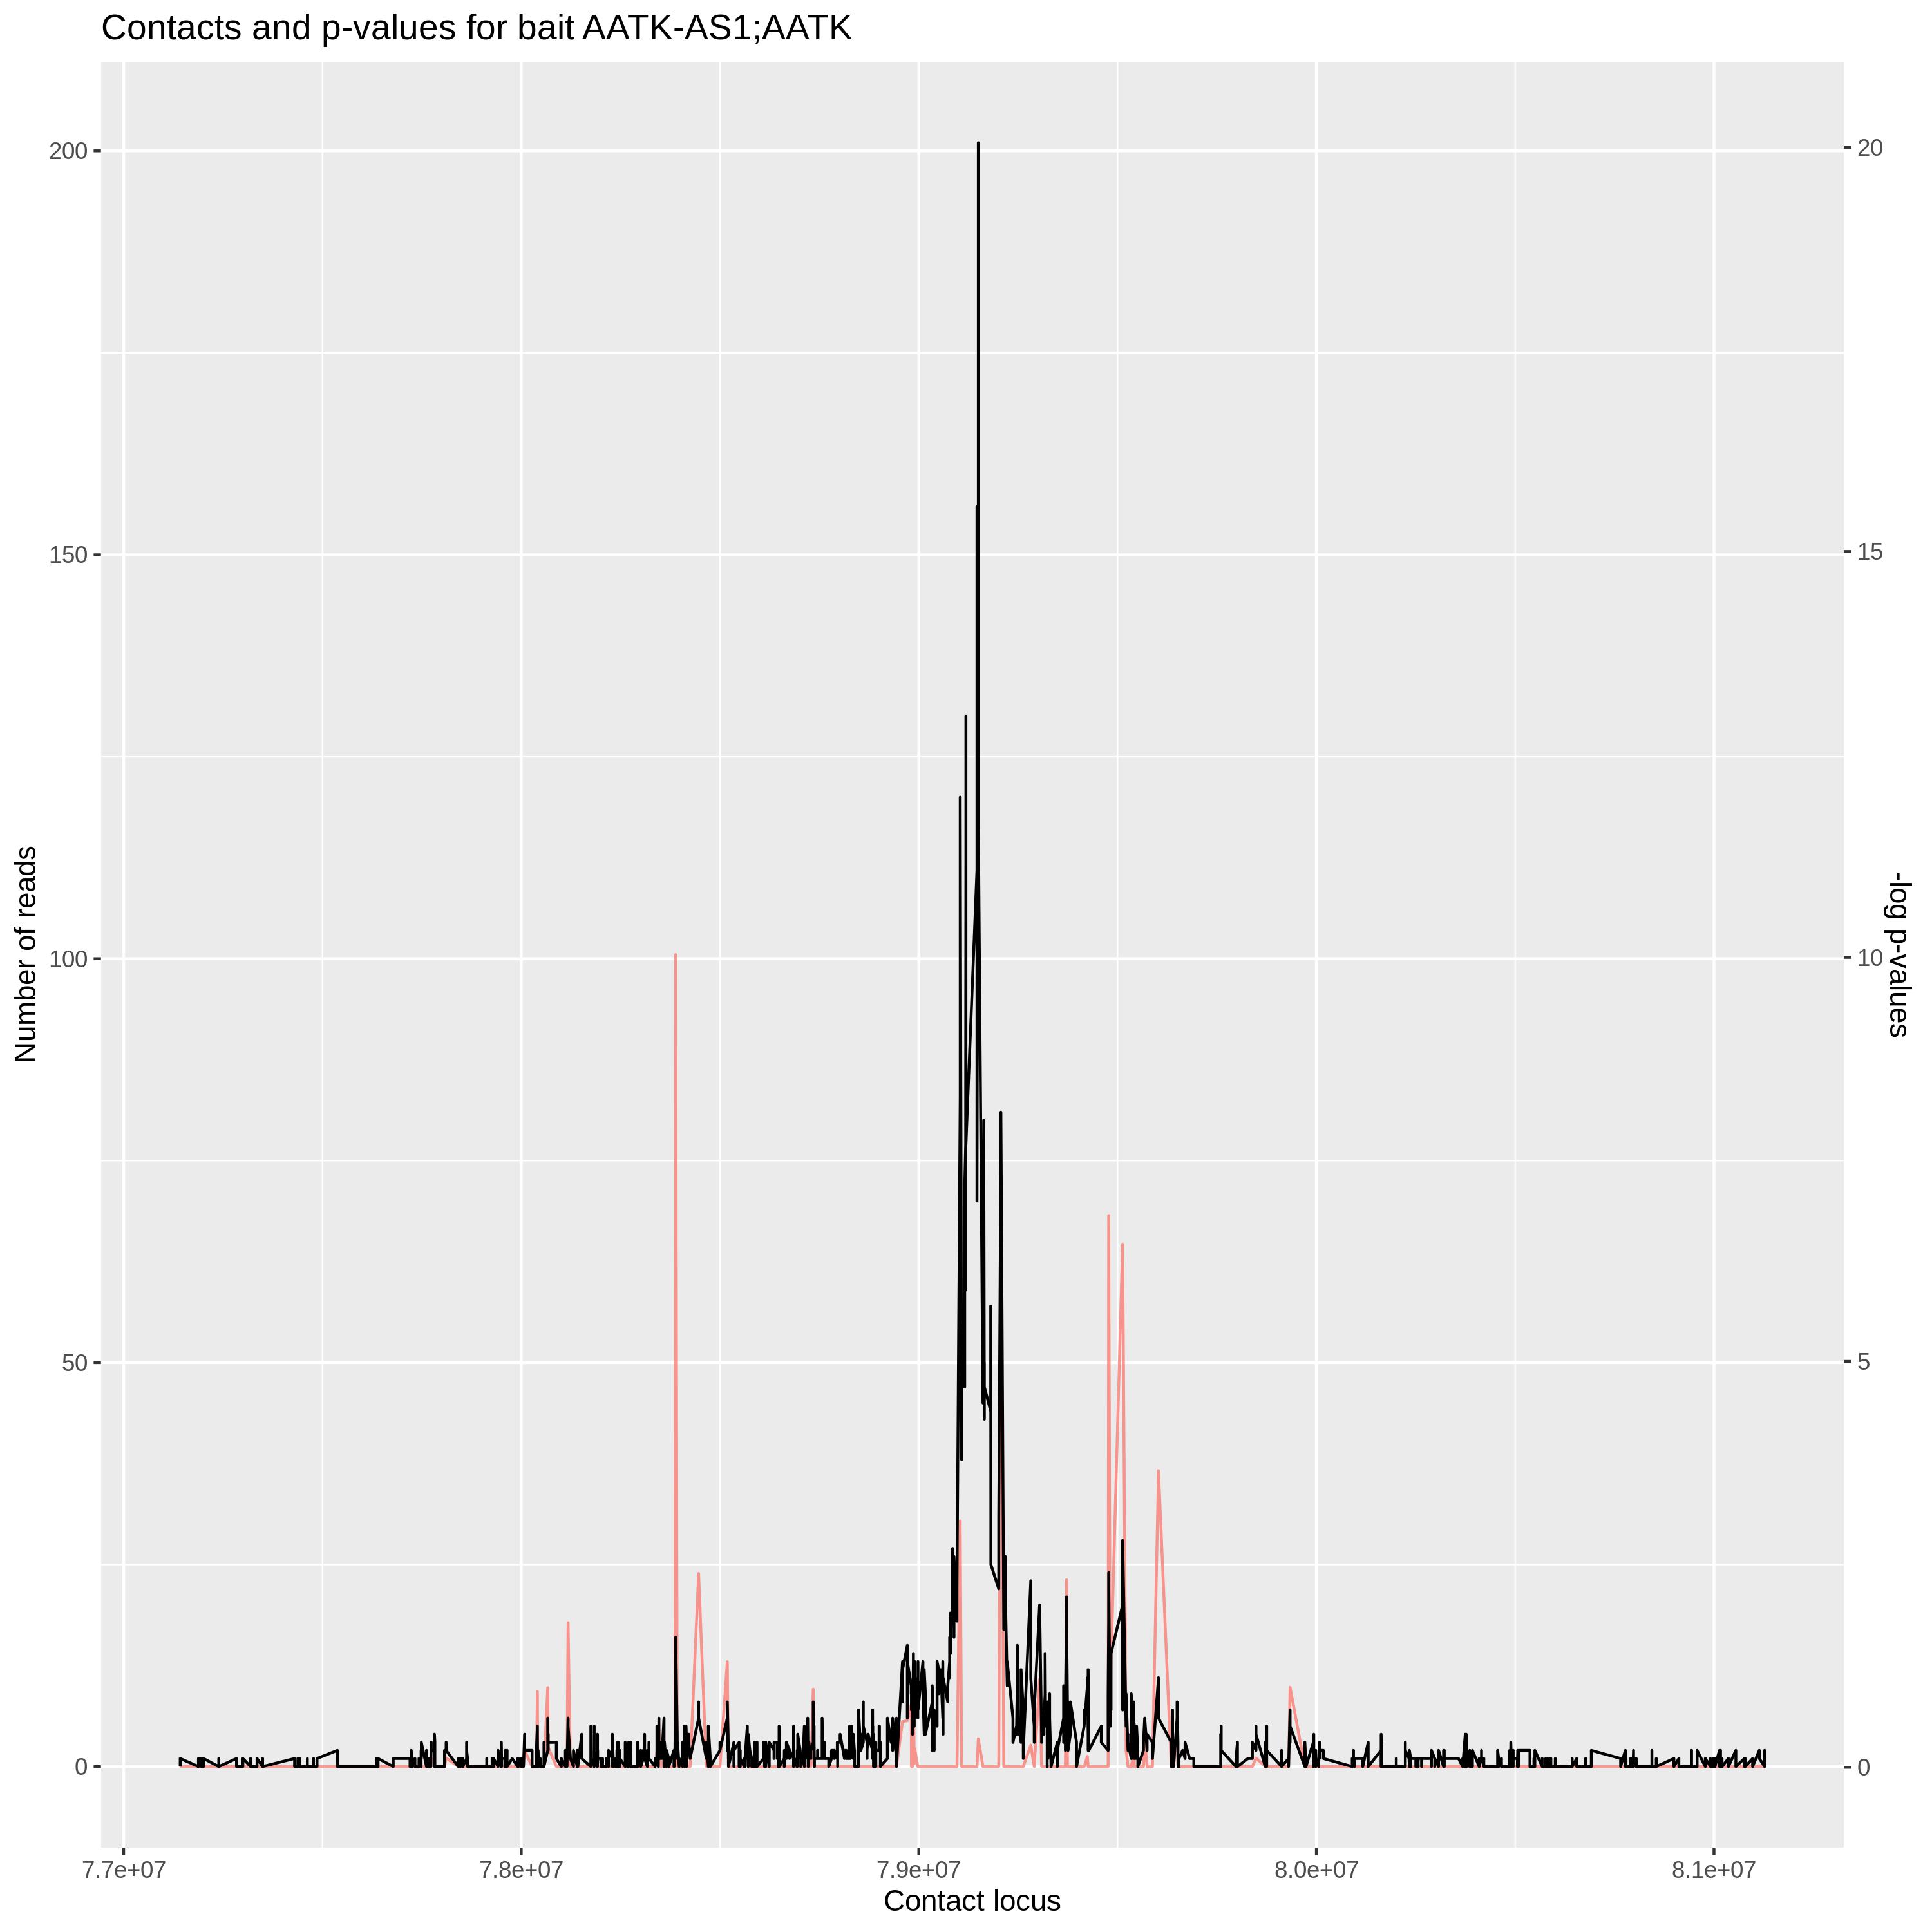 Contacts and p-values for bait AATK-AS1;AATK
200
150
100
50
0
Number of reads
20
15
10
5
0
-log p-values
7.7e+07
7.8e+07
7.9e+07
8.0e+07
8.1e+07
Contact locus